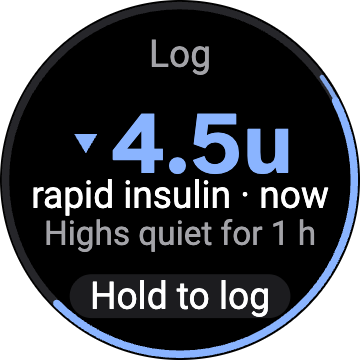 Log
4.5u
rapid insulin · now
Highs quiet for 1 h
Hold to log